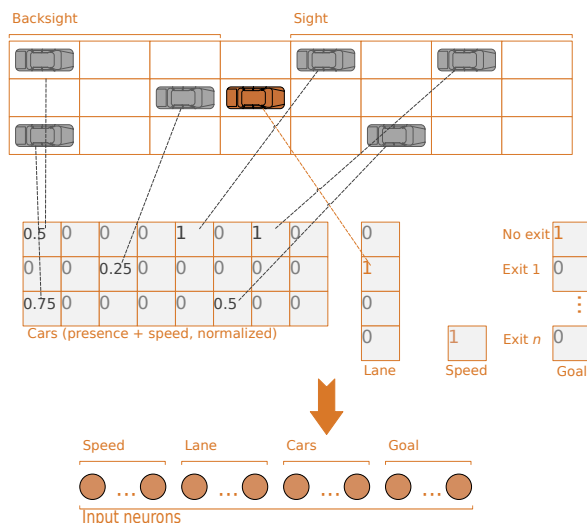 Backsight Sight
0.5 0 0 0 1 0 1 0 0 No exit 1
0 0 0.25 0 0 0 0 0 1 Exit 1 0
0.75 0 0 0 0 0.5 0 0 0 ⋮ ⋮
Cars (presence + speed, normalized) 0 1 Exit n 0
Lane Speed Goal
Speed Lane Cars Goal
... ... ... ...
Input neurons